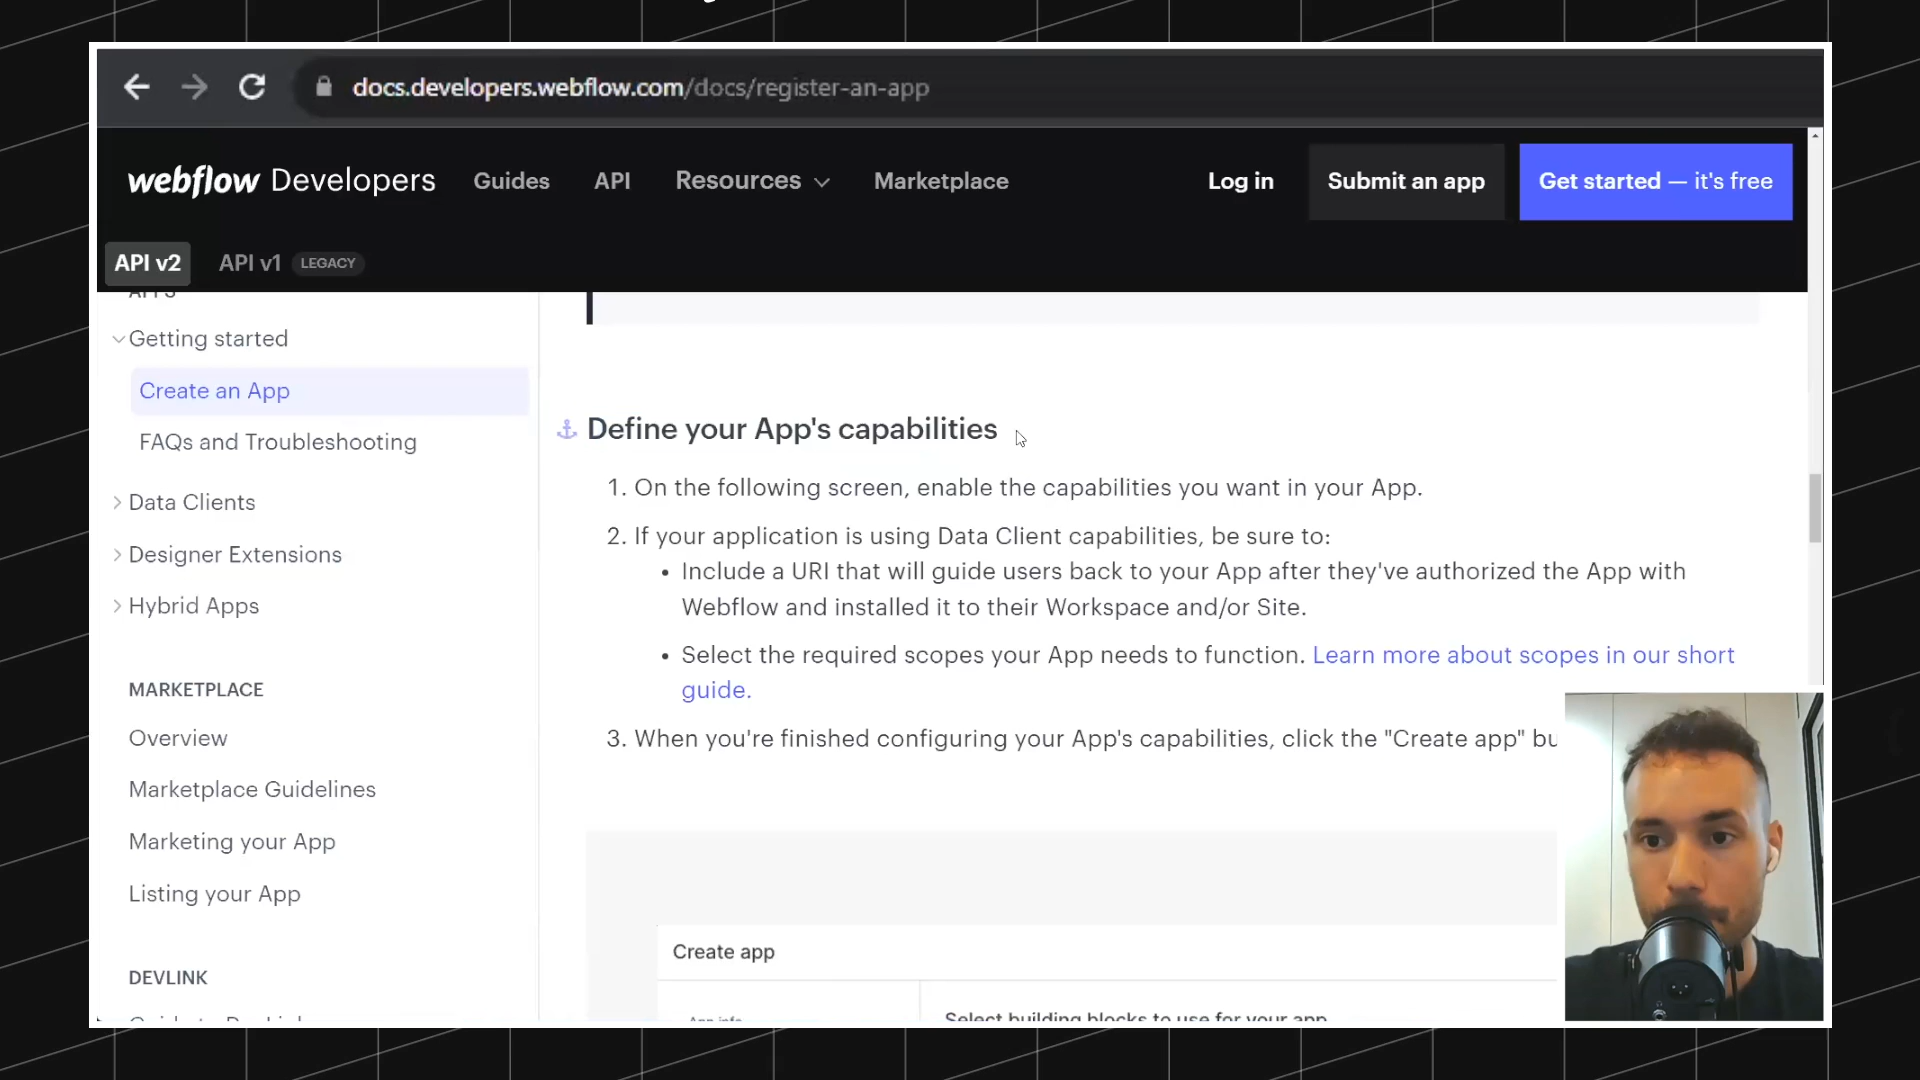 docs.developers.webflow.com/docs/register-an-app
webflow Developers Guides API Resources Marketplace Log in Submit an app Get started — it's free
API v2 API v1 LEGACY
APPS
Getting started
Create an App
FAQs and Troubleshooting
Data Clients
Designer Extensions
Hybrid Apps
MARKETPLACE
Overview
Marketplace Guidelines
Marketing your App
Listing your App
DEVLINK
Define your App's capabilities
1. On the following screen, enable the capabilities you want in your App.
2. If your application is using Data Client capabilities, be sure to:
• Include a URI that will guide users back to your App after they've authorized the App with
Webflow and installed it to their Workspace and/or Site.
• Select the required scopes your App needs to function. Learn more about scopes in our short
guide.
3. When you're finished configuring your App's capabilities, click the "Create app" bu
Create app
App info
Select building blocks to use for your app